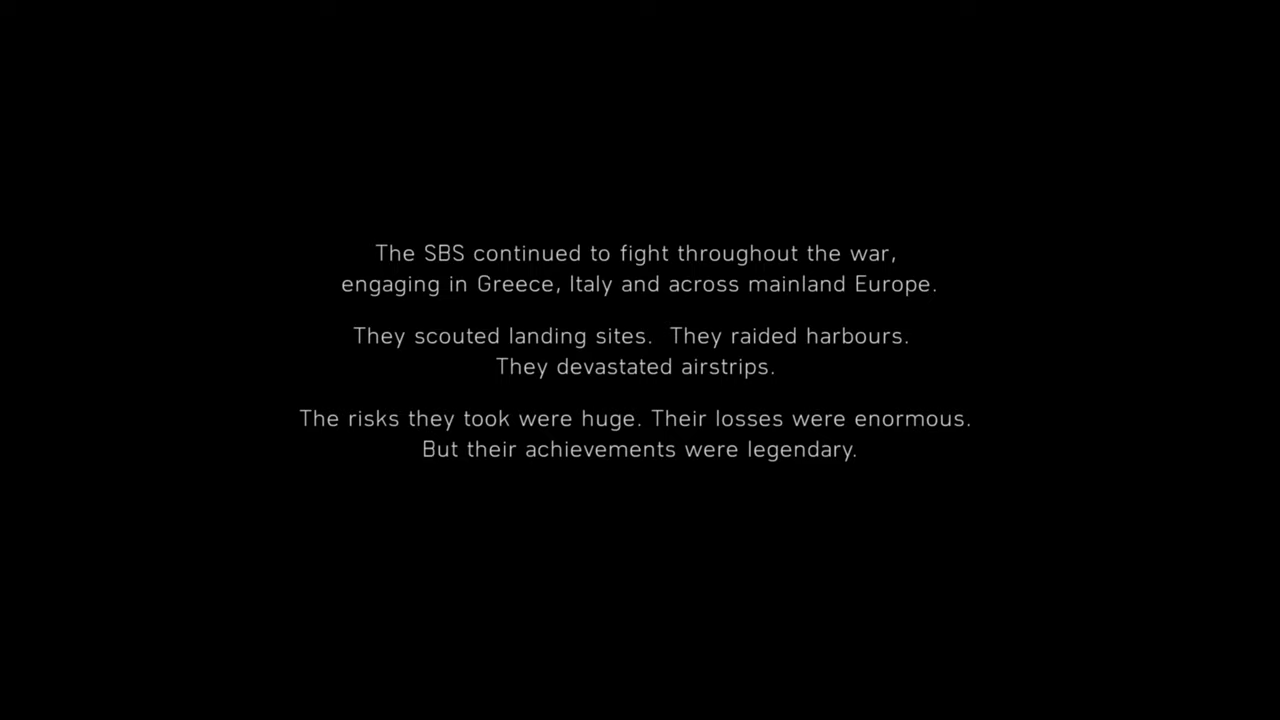 The SBS continued to fight throughout the war,
engaging in Greece, Italy and across mainland Europe.
They scouted landing sites.  They raided harbours.
They devastated airstrips.
The risks they took were huge. Their losses were enormous.
But their achievements were legendary.